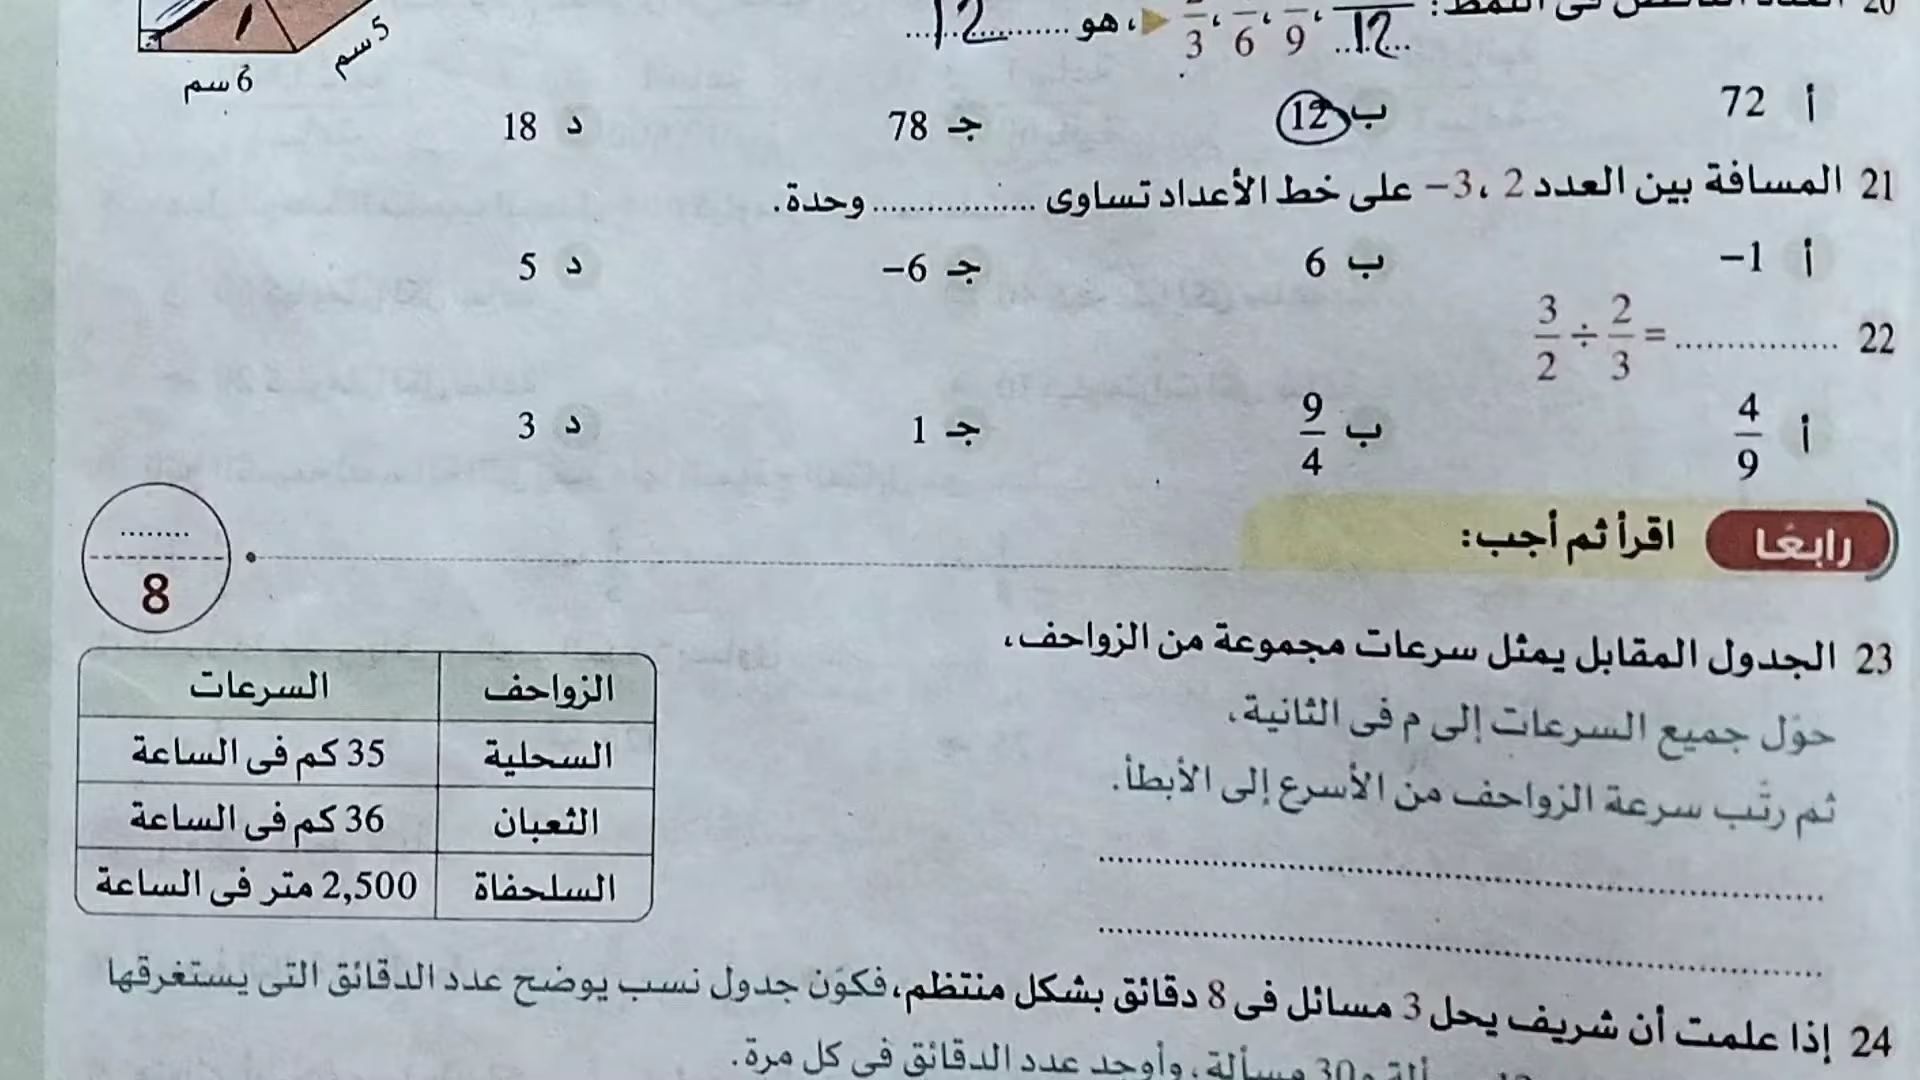 5 سم
6 سم
20
3 ، 6 ، 9 ، 12 ، هو 12
أ 72 ب 12 جـ 78 د 18
21 المسافة بين العدد 2 ، 3− على خط الأعداد تساوى ................ وحدة.
أ 1− ب 6 جـ 6− د 5
22 3/2 ÷ 2/3 = ................
أ 4/9 ب 9/4 جـ 1 د 3
رابعًا اقرأ ثم أجب:
........
8
23 الجدول المقابل يمثل سرعات مجموعة من الزواحف،
حوّل جميع السرعات إلى م فى الثانية،
ثم رتّب سرعة الزواحف من الأسرع إلى الأبطأ.
الزواحف السرعات
السحلية 35 كم فى الساعة
الثعبان 36 كم فى الساعة
السلحفاة 2,500 متر فى الساعة
24 إذا علمت أن شريف يحل 3 مسائل فى 8 دقائق بشكل منتظم، فكوّن جدول نسب يوضح عدد الدقائق التى يستغرقها
30 مسألة، وأوجد عدد الدقائق فى كل مرة.